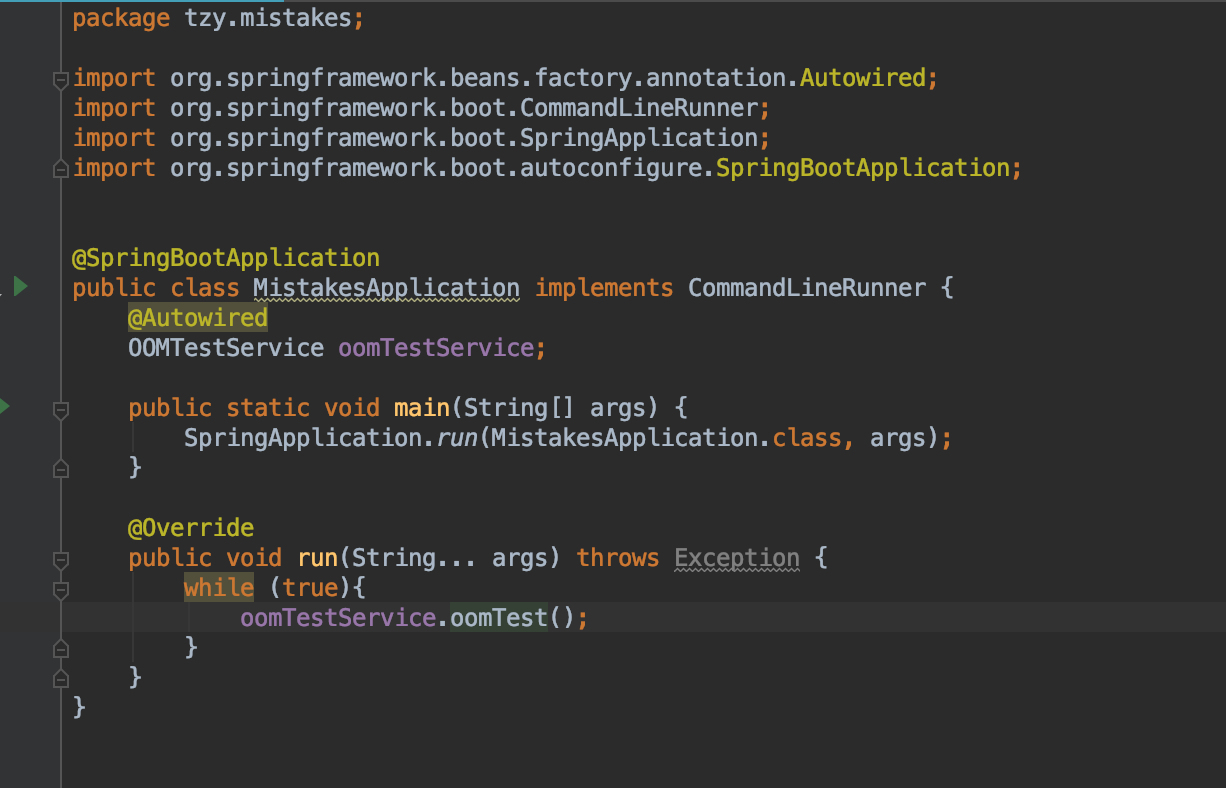 package tzy.mistakes;
import org.springframework.beans.factory.annotation.Autowired;
import org.springframework.boot.CommandLineRunner;
import org.springframework.boot.SpringApplication;
import org.springframework.boot.autoconfigure.SpringBootApplication;
@SpringBootApplication
public class MistakesApplication implements CommandLineRunner {
@Autowired
OOMTestService oomTestService;
public static void main(String[] args) {
SpringApplication.run(MistakesApplication.class, args);
}
@Override
public void run(String... args) throws Exception {
while (true){
oomTestService.oomTest();
}
}
}